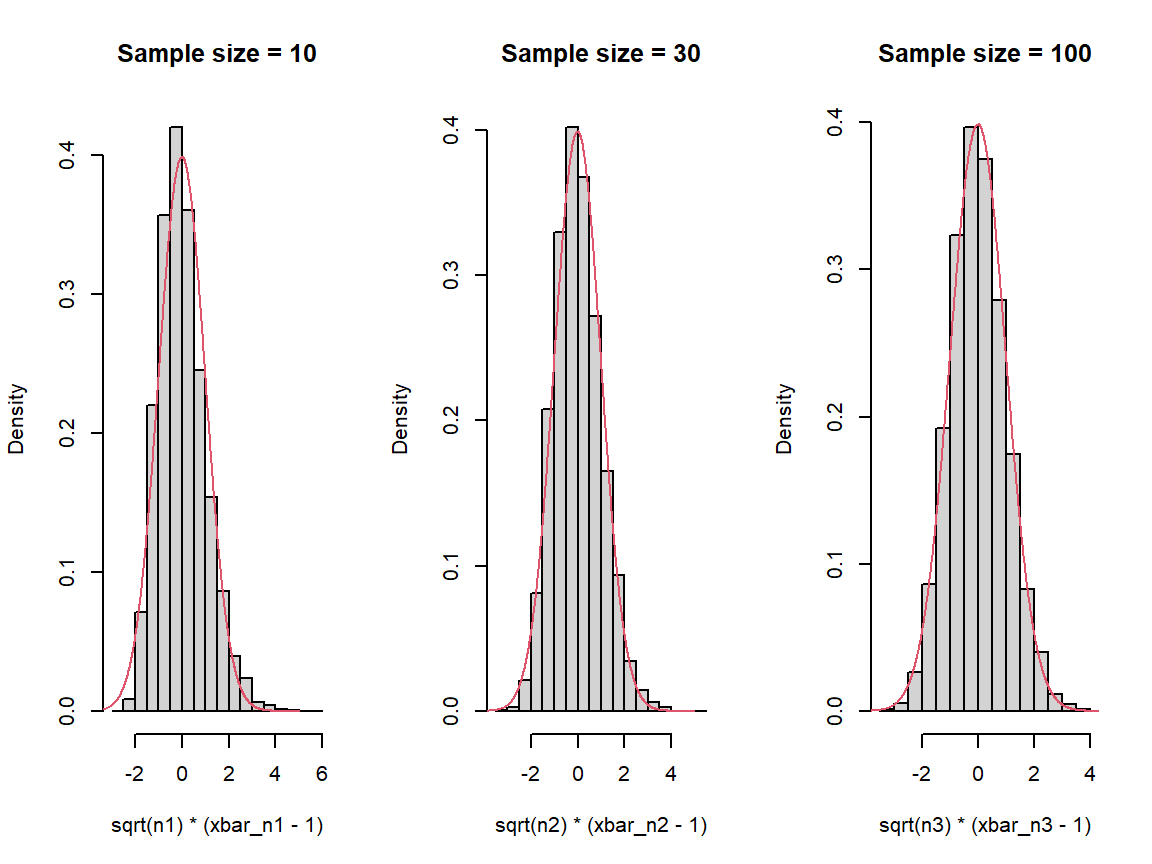 Sample size = 10
Density
0.0
0.1
0.2
0.3
0.4
-2 0 2 4 6
sqrt(n1) * (xbar_n1 - 1)
Sample size = 30
Density
0.0
0.1
0.2
0.3
0.4
-2 0 2 4
sqrt(n2) * (xbar_n2 - 1)
Sample size = 100
Density
0.0
0.1
0.2
0.3
0.4
-2 0 2 4
sqrt(n3) * (xbar_n3 - 1)